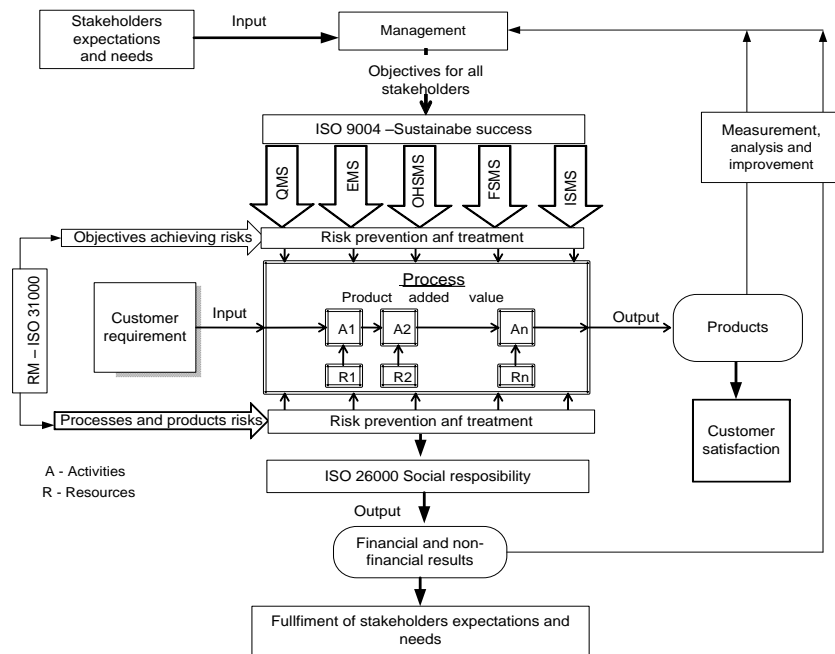 Stakeholders
expectations
and needs
Input
Management
Objectives for all
stakeholders
ISO 9004 –Sustainabe success
Measurement,
analysis and
improvement
QMS
EMS
OHSMS
FSMS
ISMS
Objectives achieving risks
Risk prevention anf treatment
RM – ISO 31000
Process
Product added value
Customer
requirement
Input
A1
A2
An
Output
Products
R1
R2
Rn
Processes and products risks
Risk prevention anf treatment
Customer
satisfaction
A - Activities
R - Resources
ISO 26000 Social resposibility
Output
Financial and non-
financial results
Fullfiment of stakeholders expectations and
needs